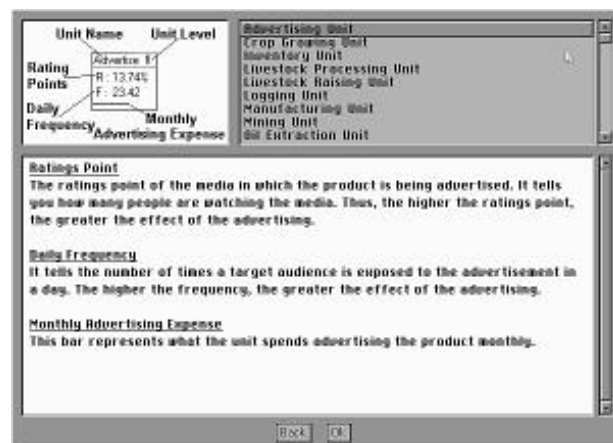 Unit Name Unit Level
Advertise
Rating Points
R : 13.74%
F : 23.42
Daily Frequency
Monthly Advertising Expense
Advertising Unit
Crop Growing Unit
Inventory Unit
Livestock Processing Unit
Livestock Raising Unit
Logging Unit
Manufacturing Unit
Mining Unit
Oil Extraction Unit
Ratings Point
The ratings point of the media in which the product is being advertised. It tells
you how many people are watching the media. Thus, the higher the ratings point,
the greater the effect of the advertising.
Daily Frequency
It tells the number of times a target audience is exposed to the advertisement in
a day. The higher the frequency, the greater the effect of the advertising.
Monthly Advertising Expense
This bar represents what the unit spends advertising the product monthly.
Back Ok